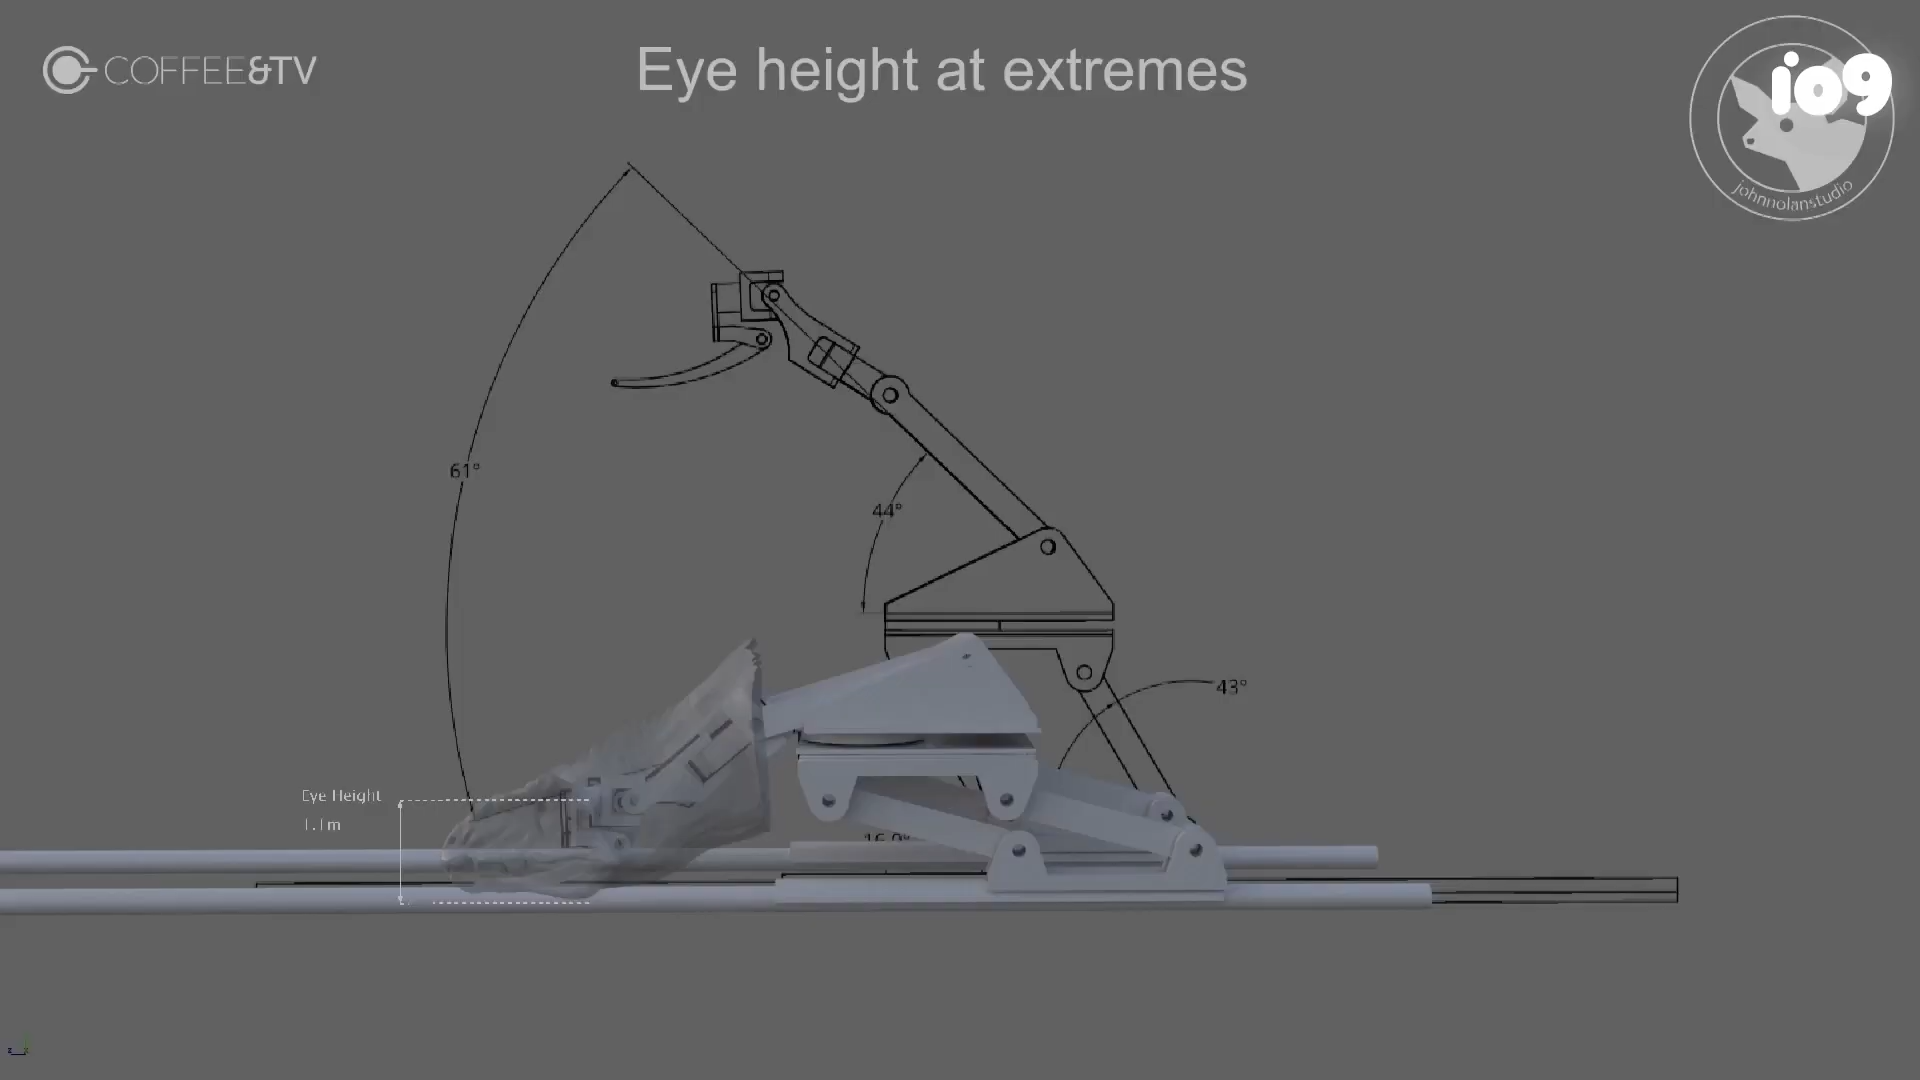 COFFEE&TV
Eye height at extremes
io9
johnnolanstudio
61°
44°
43°
Eye Height
1.1m